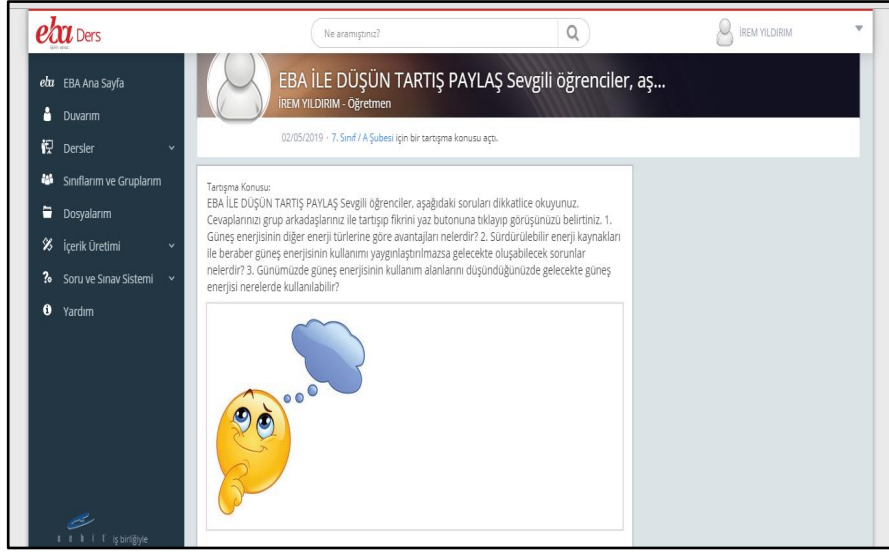 eba Ders
Ne aramıştınız?
İREM YILDIRIM
eba EBA Ana Sayfa
Duvarım
Dersler
Sınıflarım ve Gruplarım
Dosyalarım
İçerik Üretimi
Soru ve Sınav Sistemi
Yardım
sebit işbirliğiyle
EBA İLE DÜŞÜN TARTIŞ PAYLAŞ Sevgili öğrenciler, aş...
İREM YILDIRIM - Öğretmen
02/05/2019 · 7. Sınıf / A Şubesi için bir tartışma konusu açtı.
Tartışma Konusu:
EBA İLE DÜŞÜN TARTIŞ PAYLAŞ Sevgili öğrenciler, aşağıdaki soruları dikkatlice okuyunuz.
Cevaplarınızı grup arkadaşlarınız ile tartışıp fikrini yaz butonuna tıklayıp görüşünüzü belirtiniz. 1.
Güneş enerjisinin diğer enerji türlerine göre avantajları nelerdir? 2. Sürdürülebilir enerji kaynakları
ile beraber güneş enerjisinin kullanımı yaygınlaştırılmazsa gelecekte oluşabilecek sorunlar
nelerdir? 3. Günümüzde güneş enerjisinin kullanım alanlarını düşündüğünüzde gelecekte güneş
enerjisi nerelerde kullanılabilir?